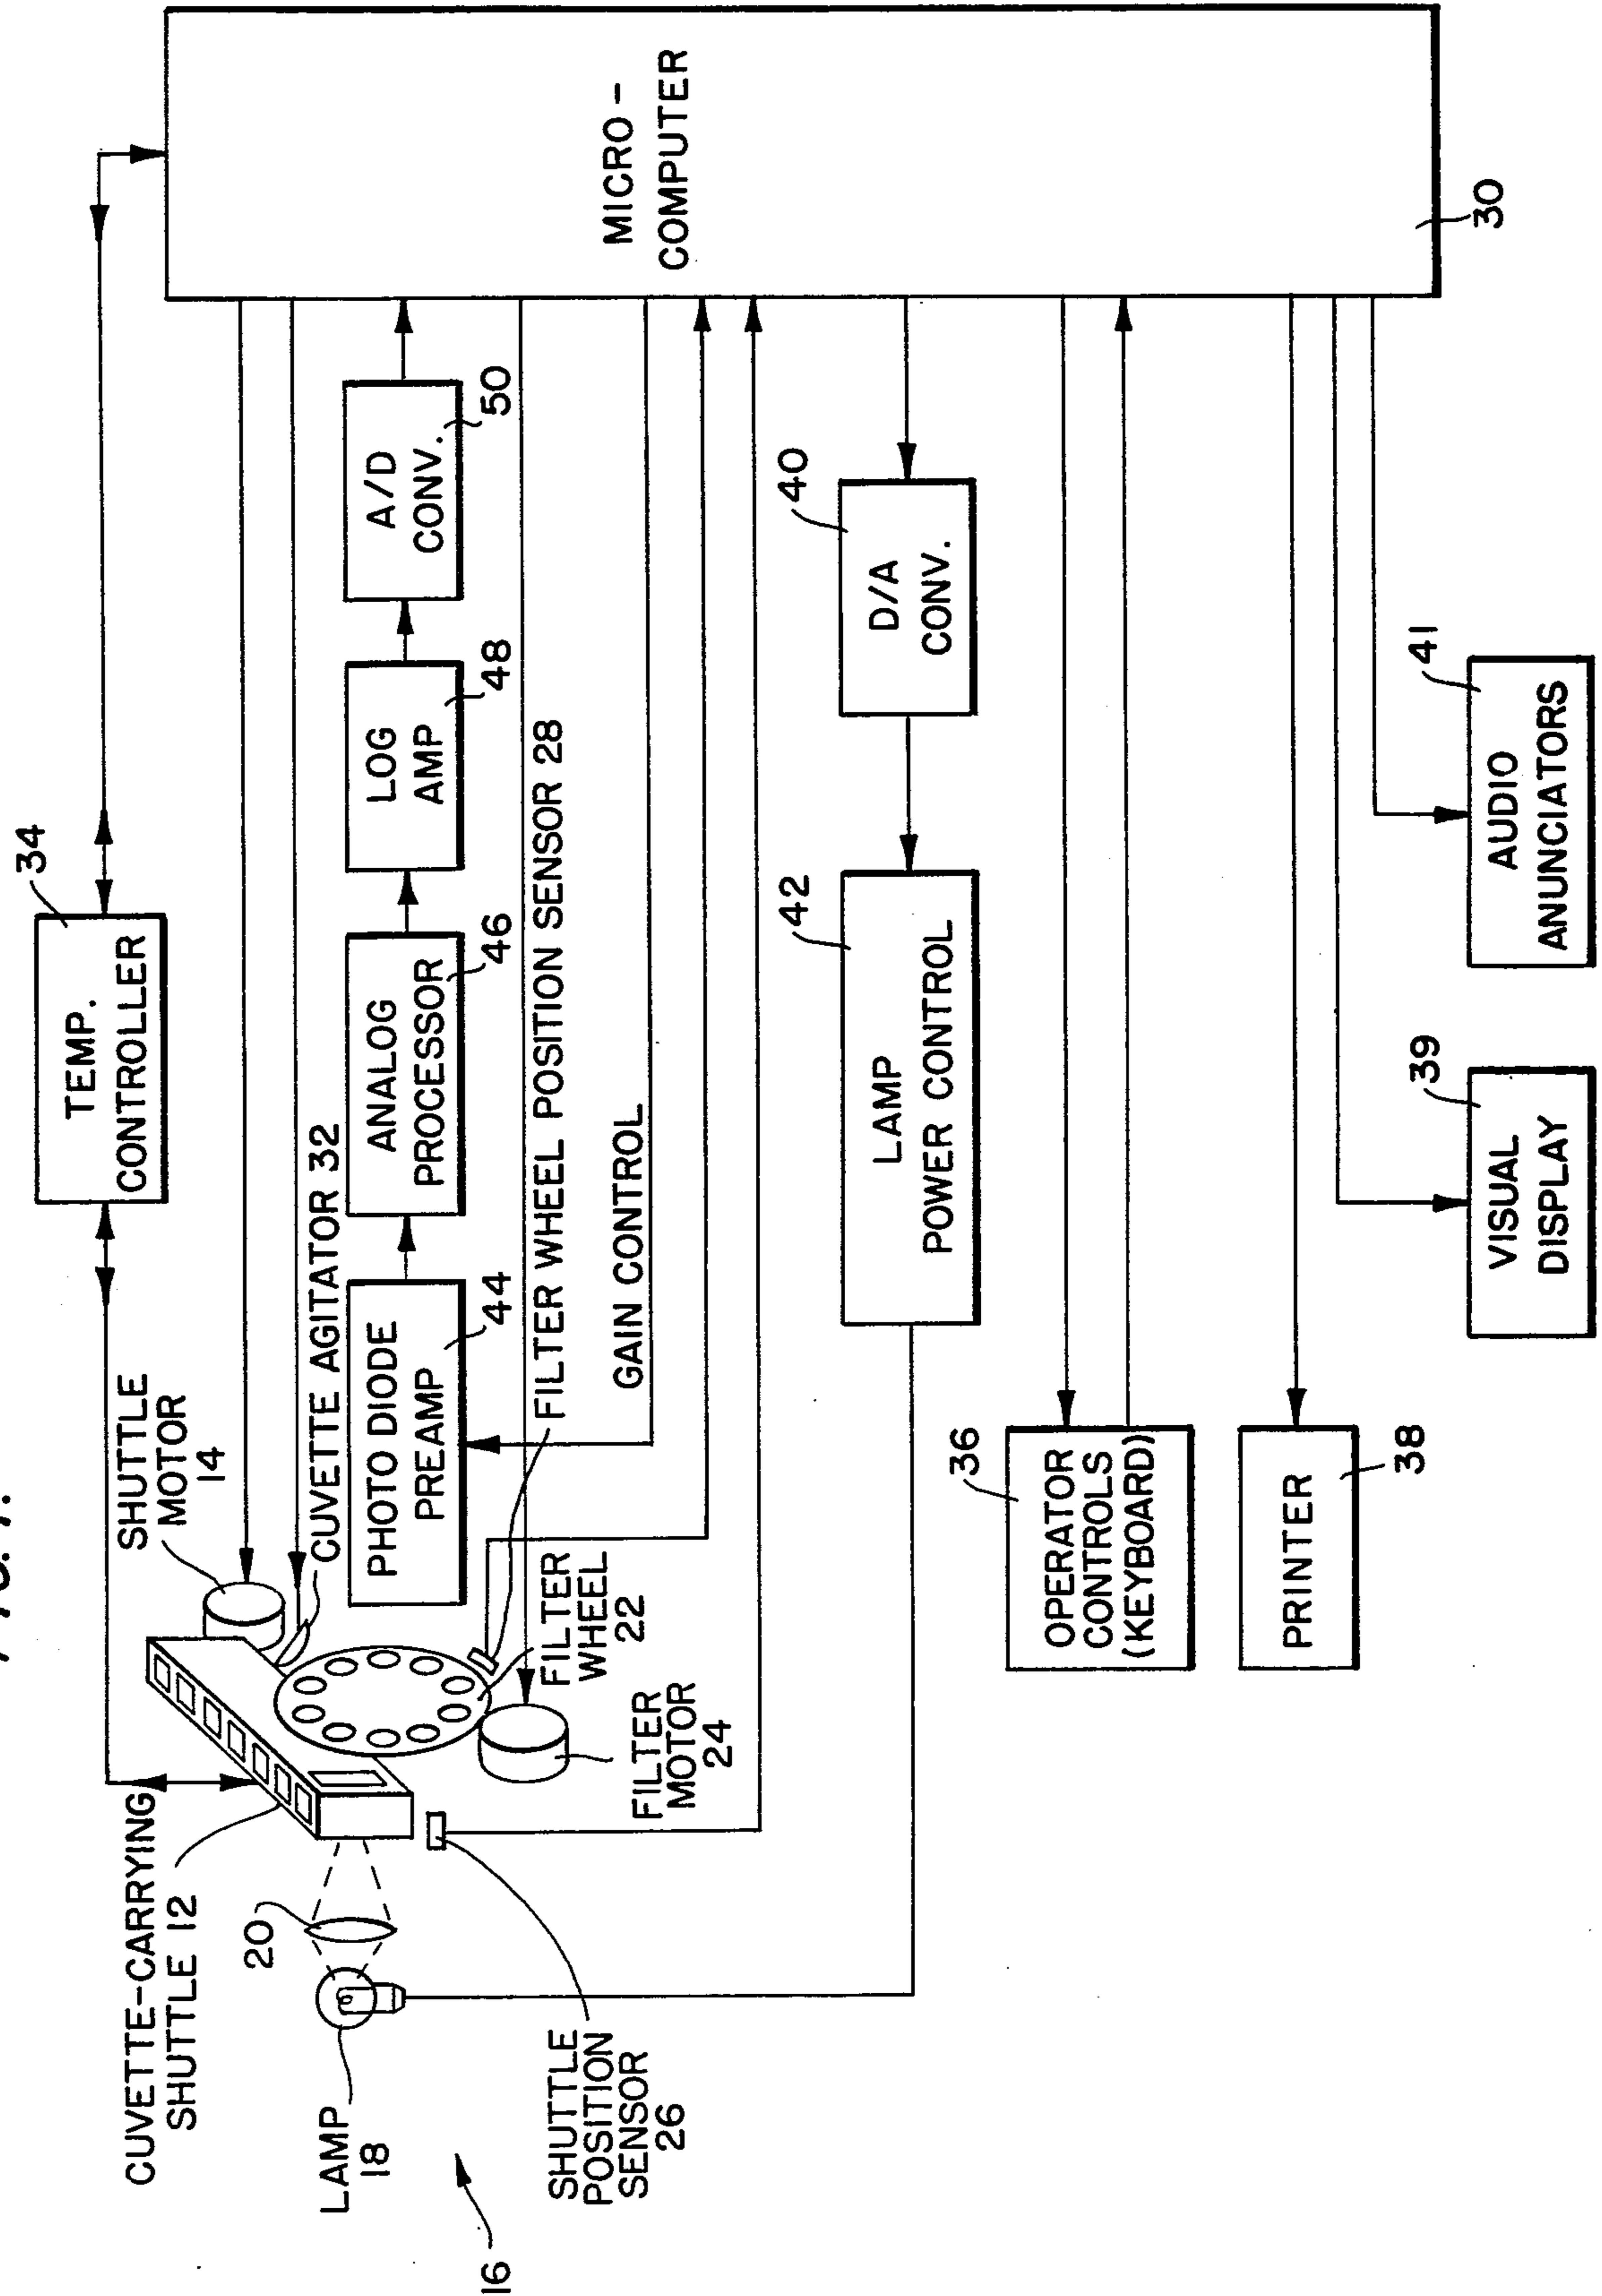 34
TEMP.
CONTROLLER
SHUTTLE
MOTOR
14
CUVETTE-CARRYING
SHUTTLE 12
20
LAMP
18
16
SHUTTLE
POSITION
SENSOR
26
CUVETTE AGITATOR 32
PHOTO DIODE
PREAMP
44
ANALOG
PROCESSOR
46
LOG
AMP
48
A/D
CONV.
50
MICRO-
COMPUTER
30
FILTER WHEEL POSITION SENSOR 28
FILTER
WHEEL
22
FILTER
MOTOR
24
GAIN CONTROL
42
LAMP
POWER CONTROL
40
D/A
CONV.
36
OPERATOR
CONTROLS
(KEYBOARD)
PRINTER
38
39
VISUAL
DISPLAY
41
AUDIO
ANUNCIATORS